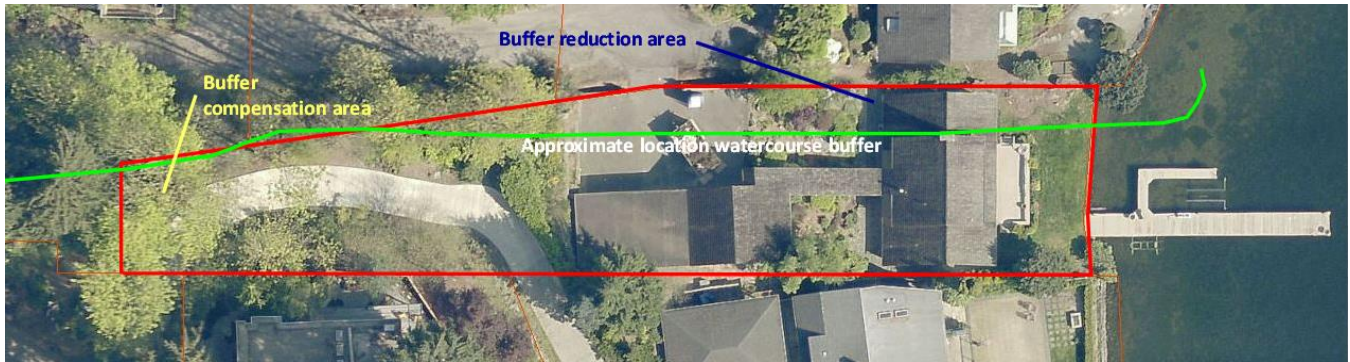 Buffer reduction area
Buffer
compensation area
Approximate location watercourse buffer